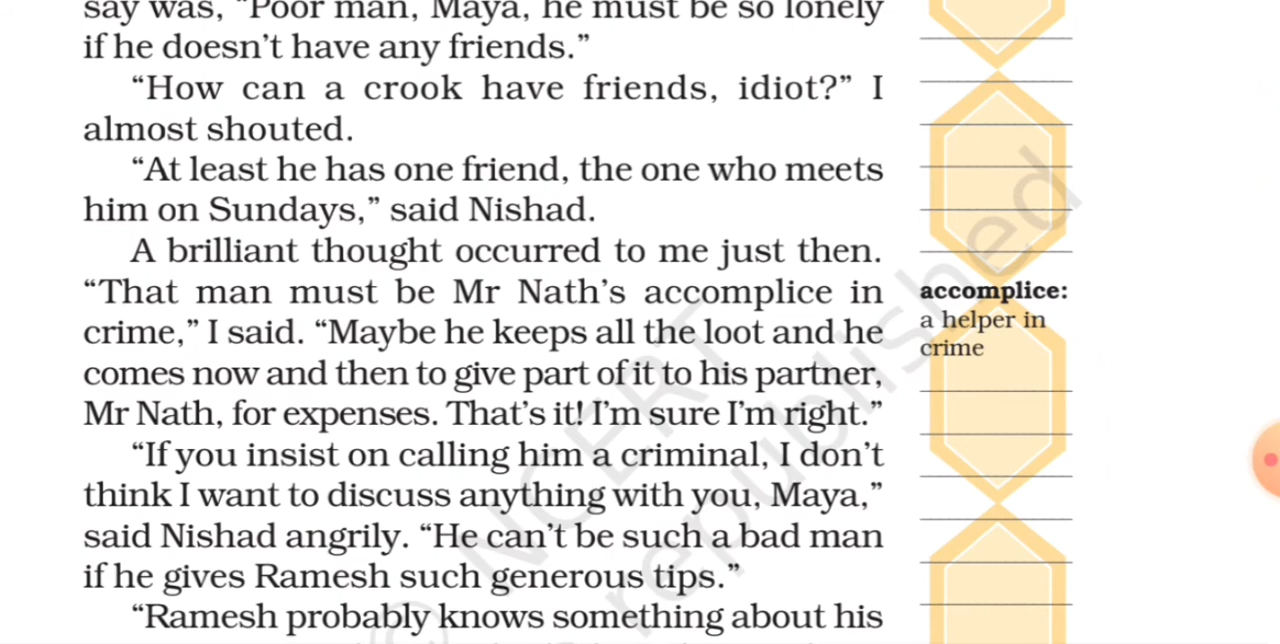 say was, “Poor man, Maya, he must be so lonely
if he doesn’t have any friends.”
“How can a crook have friends, idiot?” I
almost shouted.
“At least he has one friend, the one who meets
him on Sundays,” said Nishad.
A brilliant thought occurred to me just then.
“That man must be Mr Nath’s accomplice in
crime,” I said. “Maybe he keeps all the loot and he
comes now and then to give part of it to his partner,
Mr Nath, for expenses. That’s it! I’m sure I’m right.”
“If you insist on calling him a criminal, I don’t
think I want to discuss anything with you, Maya,”
said Nishad angrily. “He can’t be such a bad man
if he gives Ramesh such generous tips.”
“Ramesh probably knows something about his
accomplice:
a helper in
crime
© NCERT
republished